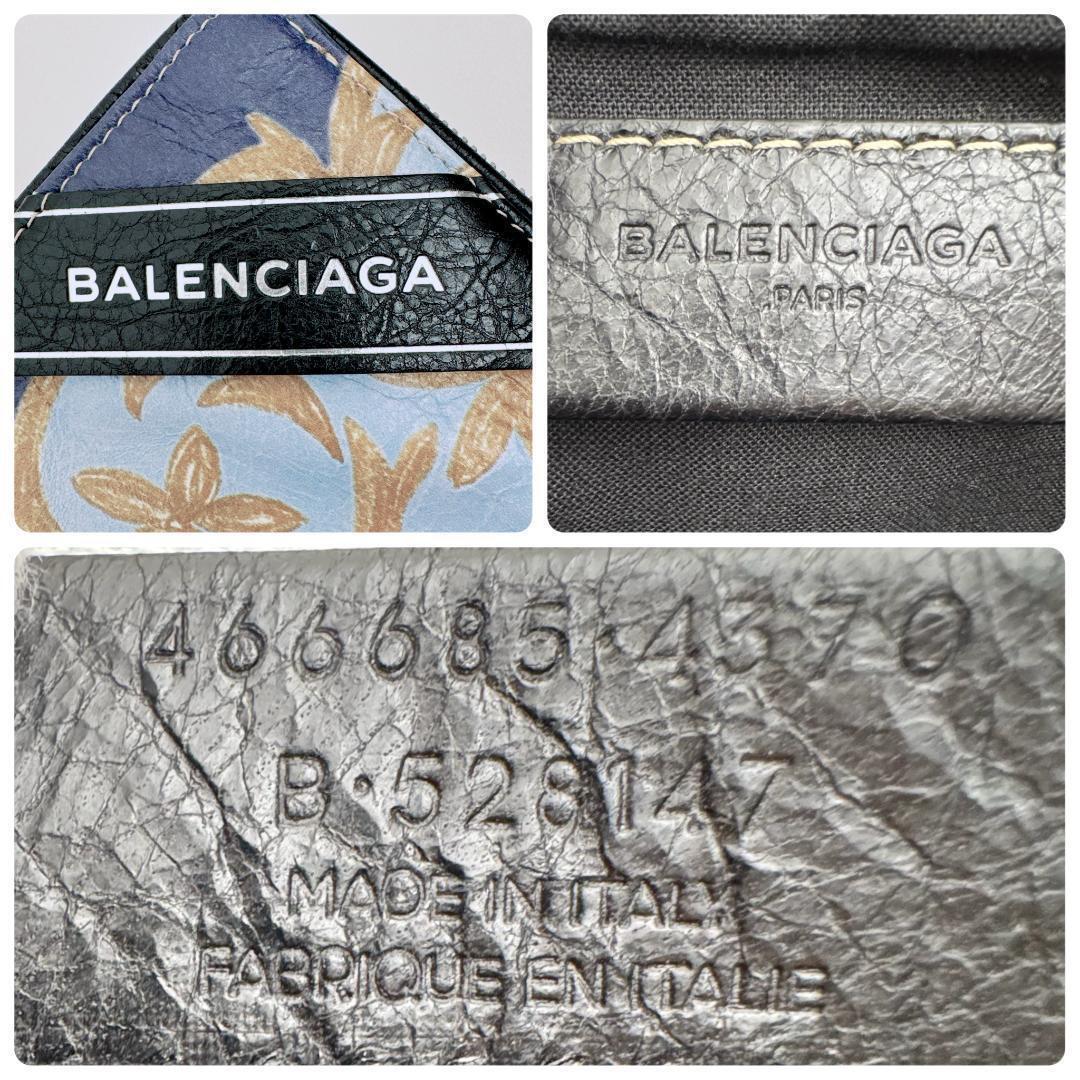 BALENCIAGA
BALENCIAGA
PARIS
466685·4370
B·528147
MADE IN ITALY
FABRIQUE EN ITALIE